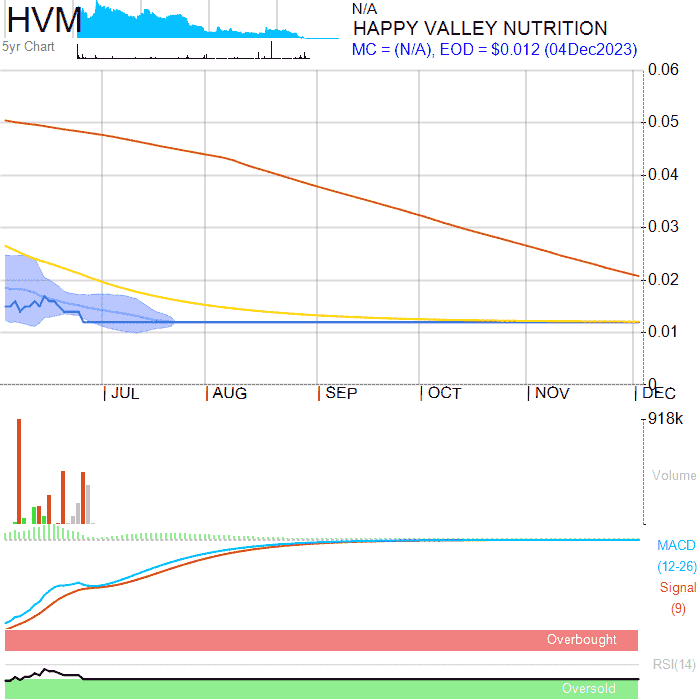 HVM
5yr Chart
N/A
HAPPY VALLEY NUTRITION
MC = (N/A), EOD = $0.012 (04Dec2023)
0.06
0.05
0.04
0.03
0.02
0.01
0
JUL AUG SEP OCT NOV DEC
918k
Volume
MACD
(12-26)
Signal
(9)
Overbought
RSI(14)
Oversold